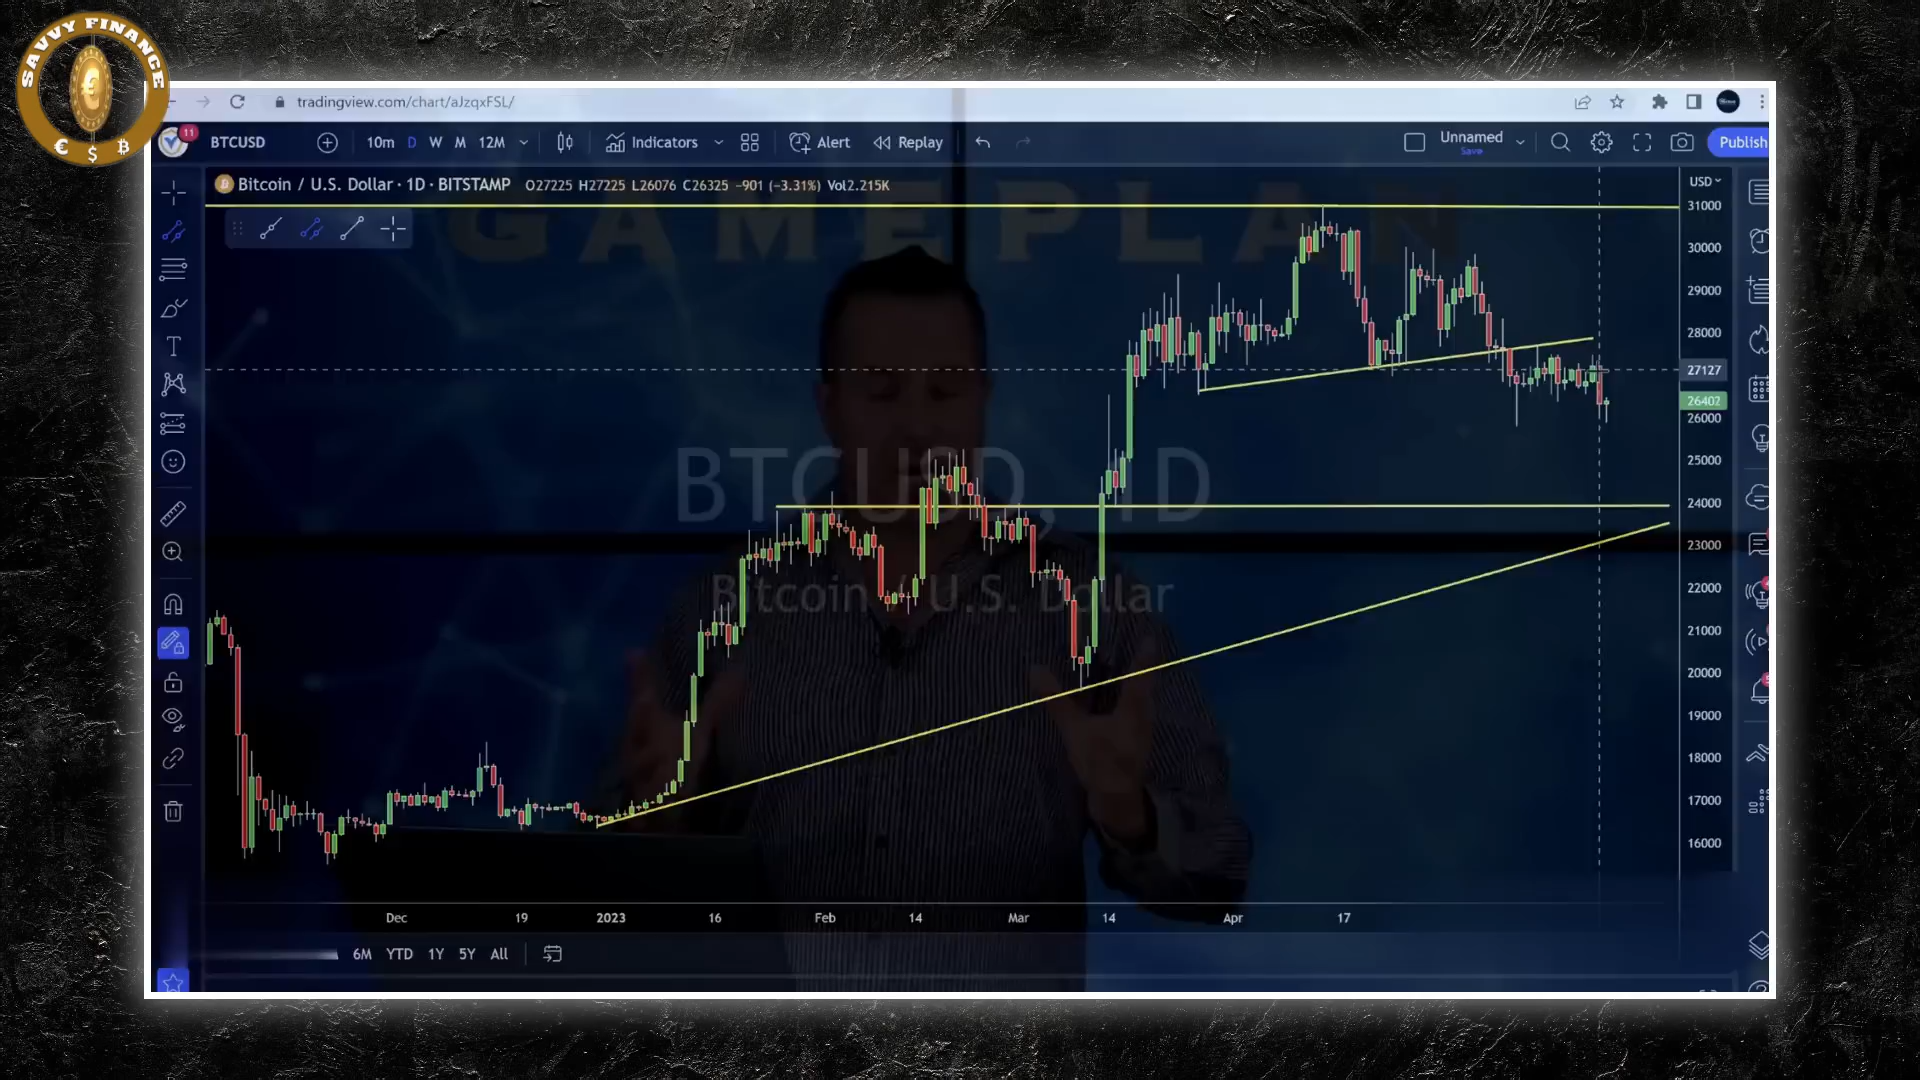 SAVVY FINANCE
€ $ ₿
tradingview.com/chart/aJzqxFSL/
11
BTCUSD
10m D W M 12M
Indicators
Alert
Replay
Unnamed
Save
Publish
Bitcoin / U.S. Dollar · 1D · BITSTAMP O27225 H27225 L26076 C26325 −901 (−3.31%) Vol2.215K
USD
GAMEPLAN
31000
30000
29000
28000
27127
26402
26000
25000
24000
23000
22000
21000
20000
19000
18000
17000
16000
BTCUSD, 1D
Bitcoin / U.S. Dollar
Dec 19 2023 16 Feb 14 Mar 14 Apr 17
6M YTD 1Y 5Y All